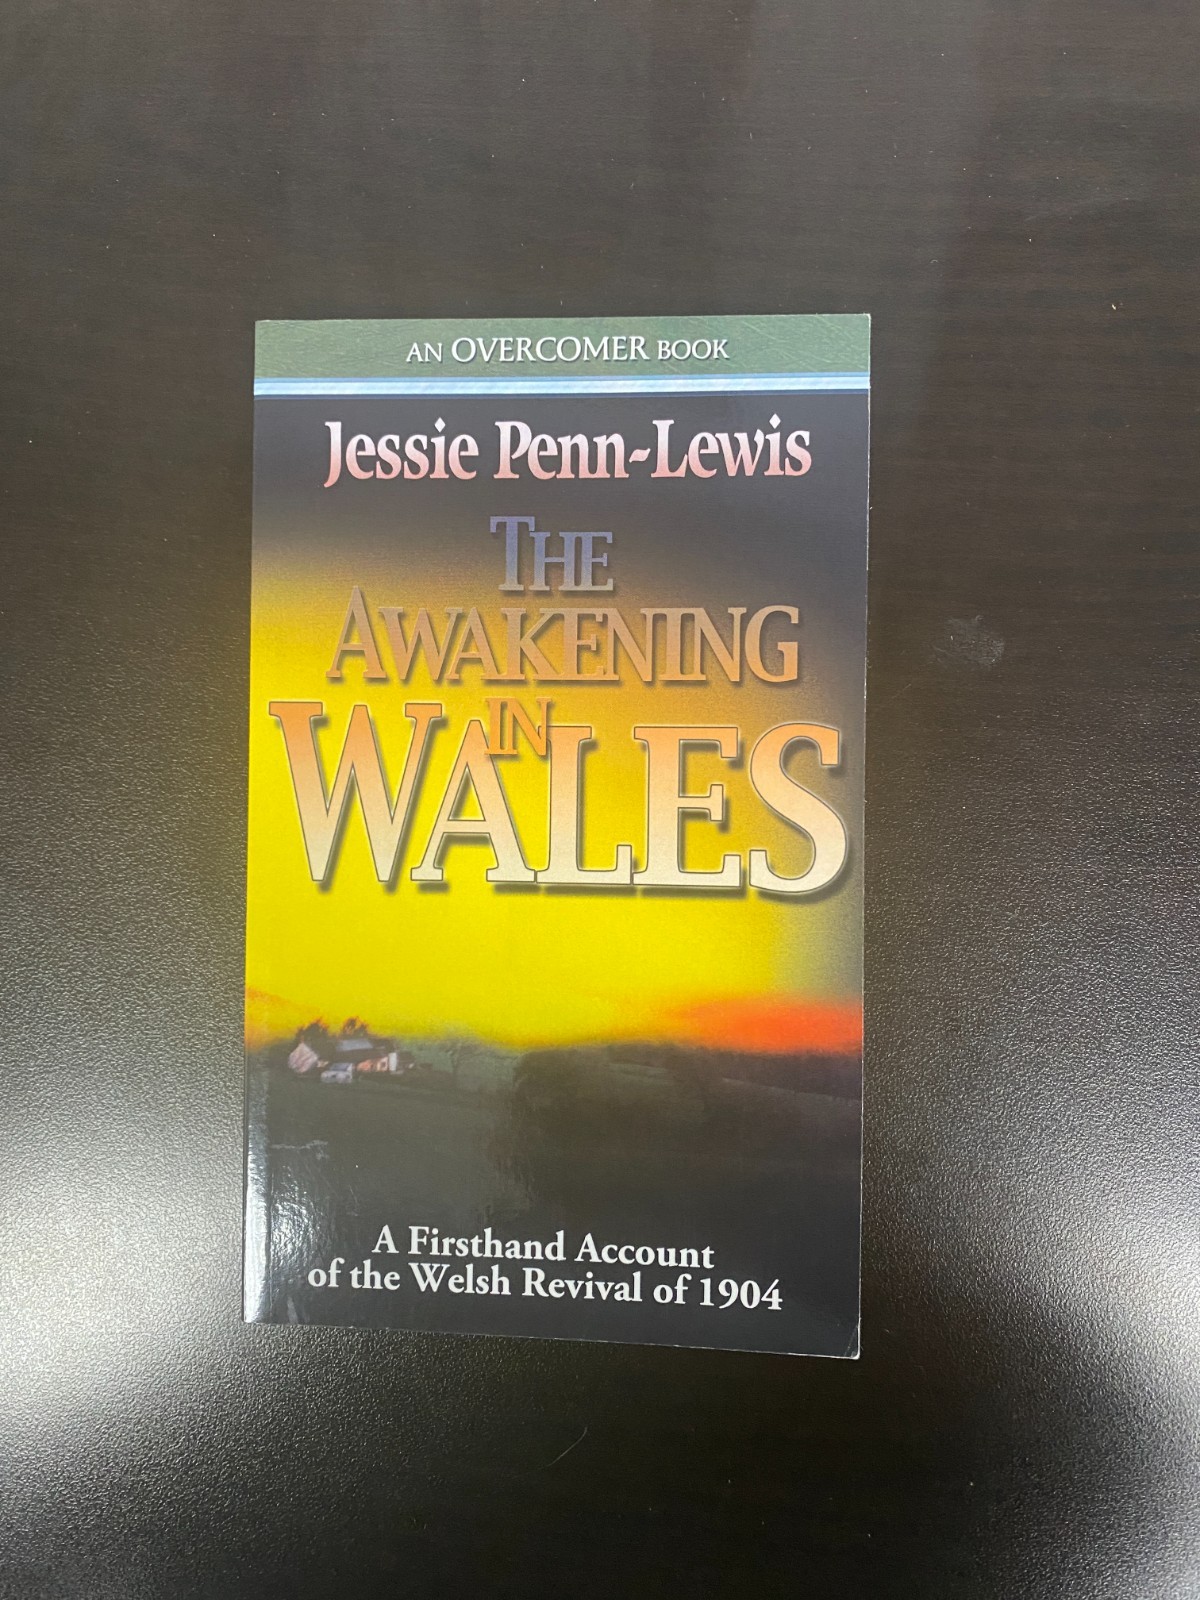 AN OVERCOMER BOOK
Jessie Penn-Lewis
THE
AWAKENING
IN
WALES
A Firsthand Account
of the Welsh Revival of 1904